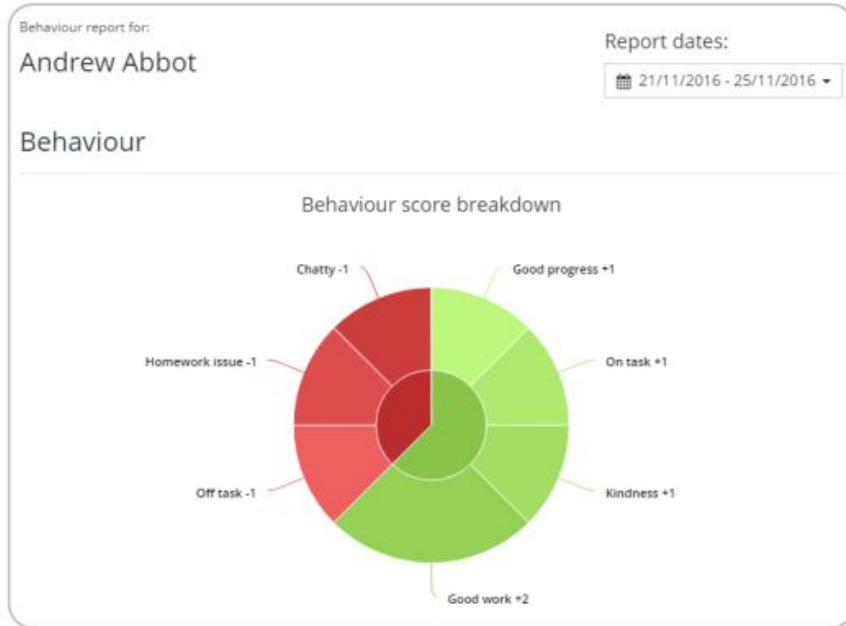 Behaviour report for:
Andrew Abbot
Report dates:
21/11/2016 - 25/11/2016
Behaviour
Behaviour score breakdown
Chatty -1
Good progress +1
Homework issue -1
On task +1
Off task -1
Kindness +1
Good work +2